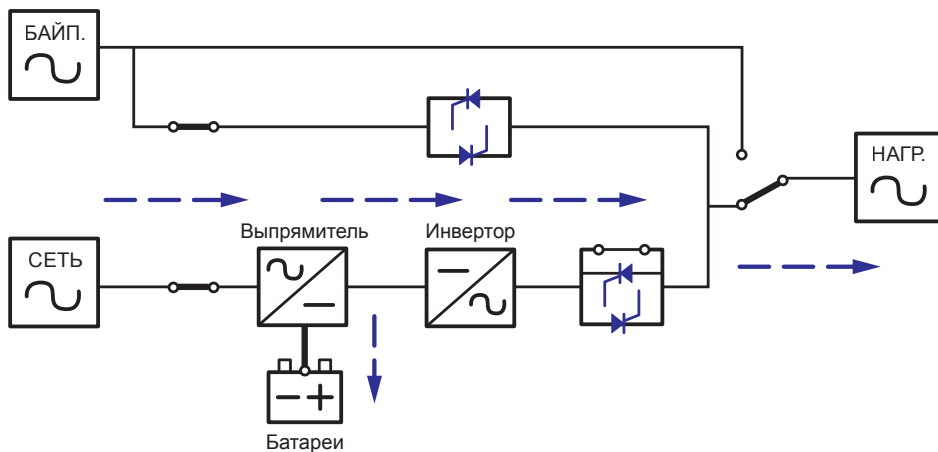 БАЙП.
НАГР.
Выпрямитель
Инвертор
СЕТЬ
Батареи